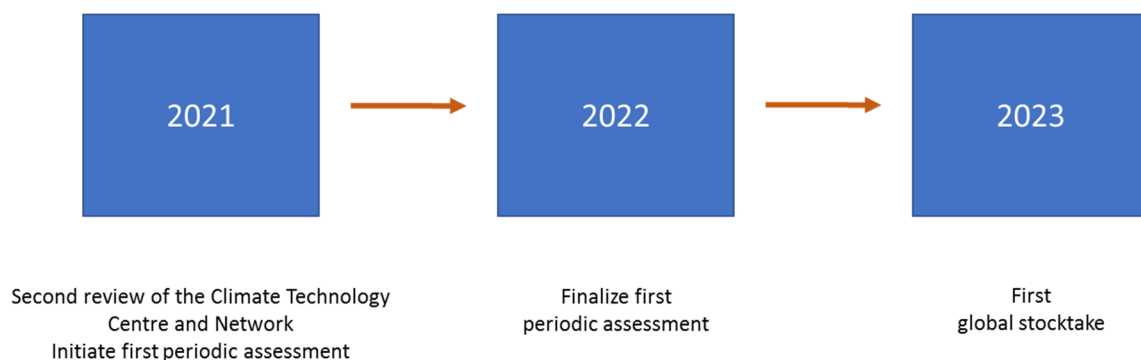 2021
2022
2023
Second review of the Climate Technology
Centre and Network
Initiate first periodic assessment
Finalize first
periodic assessment
First
global stocktake